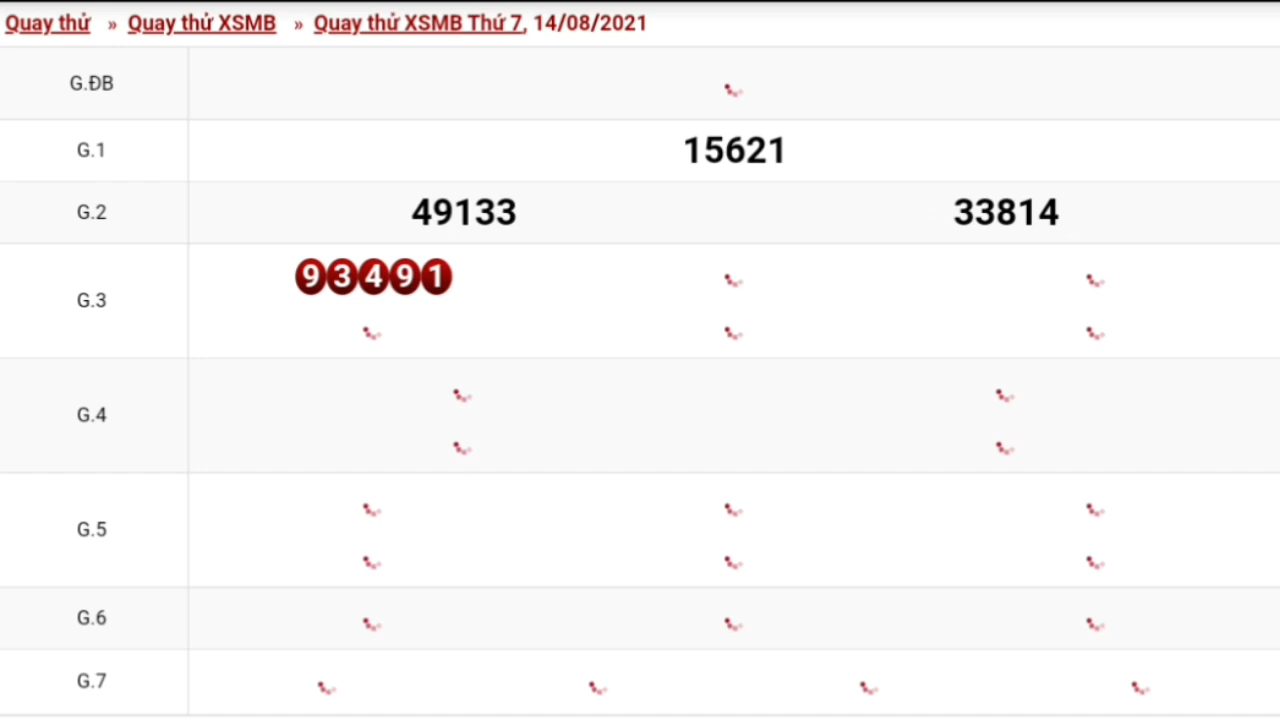 Quay thử » Quay thử XSMB » Quay thử XSMB Thứ 7, 14/08/2021
G.ĐB
G.1 15621
G.2 49133 33814
G.3 93491
G.4
G.5
G.6
G.7